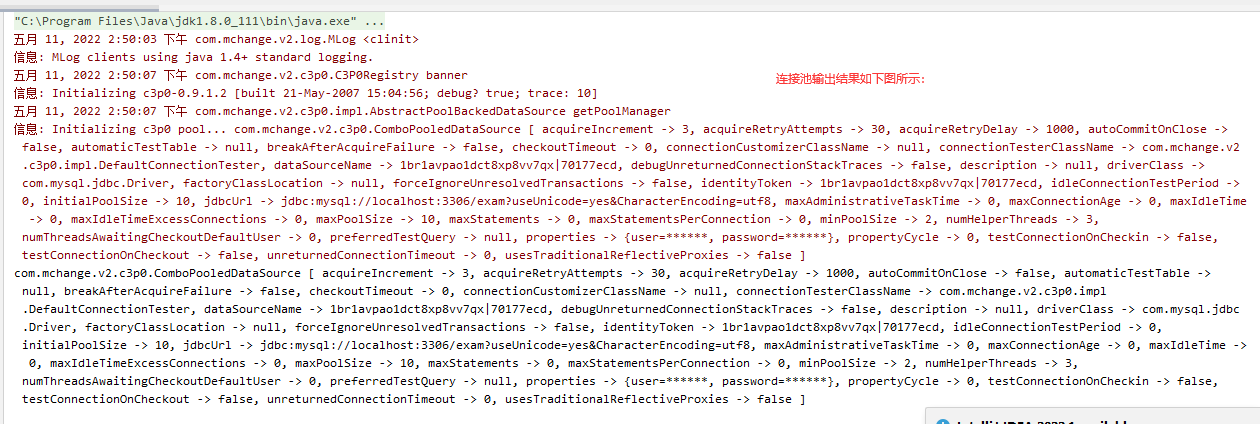 "C:\Program Files\Java\jdk1.8.0_111\bin\java.exe" ...
五月 11, 2022 2:50:03 下午 com.mchange.v2.log.MLog <clinit>
信息: MLog clients using java 1.4+ standard logging.
五月 11, 2022 2:50:07 下午 com.mchange.v2.c3p0.C3P0Registry banner
连接池输出结果如下图所示:
信息: Initializing c3p0-0.9.1.2 [built 21-May-2007 15:04:56; debug? true; trace: 10]
五月 11, 2022 2:50:07 下午 com.mchange.v2.c3p0.impl.AbstractPoolBackedDataSource getPoolManager
信息: Initializing c3p0 pool... com.mchange.v2.c3p0.ComboPooledDataSource [ acquireIncrement -> 3, acquireRetryAttempts -> 30, acquireRetryDelay -> 1000, autoCommitOnClose ->
false, automaticTestTable -> null, breakAfterAcquireFailure -> false, checkoutTimeout -> 0, connectionCustomizerClassName -> null, connectionTesterClassName -> com.mchange.v2
.c3p0.impl.DefaultConnectionTester, dataSourceName -> 1br1avpao1dct8xp8vv7qx|70177ecd, debugUnreturnedConnectionStackTraces -> false, description -> null, driverClass ->
com.mysql.jdbc.Driver, factoryClassLocation -> null, forceIgnoreUnresolvedTransactions -> false, identityToken -> 1br1avpao1dct8xp8vv7qx|70177ecd, idleConnectionTestPeriod ->
0, initialPoolSize -> 10, jdbcUrl -> jdbc:mysql://localhost:3306/exam?useUnicode=yes&CharacterEncoding=utf8, maxAdministrativeTaskTime -> 0, maxConnectionAge -> 0, maxIdleTime
-> 0, maxIdleTimeExcessConnections -> 0, maxPoolSize -> 10, maxStatements -> 0, maxStatementsPerConnection -> 0, minPoolSize -> 2, numHelperThreads -> 3,
numThreadsAwaitingCheckoutDefaultUser -> 0, preferredTestQuery -> null, properties -> {user=******, password=******}, propertyCycle -> 0, testConnectionOnCheckin -> false,
testConnectionOnCheckout -> false, unreturnedConnectionTimeout -> 0, usesTraditionalReflectiveProxies -> false ]
com.mchange.v2.c3p0.ComboPooledDataSource [ acquireIncrement -> 3, acquireRetryAttempts -> 30, acquireRetryDelay -> 1000, autoCommitOnClose -> false, automaticTestTable ->
null, breakAfterAcquireFailure -> false, checkoutTimeout -> 0, connectionCustomizerClassName -> null, connectionTesterClassName -> com.mchange.v2.c3p0.impl
.DefaultConnectionTester, dataSourceName -> 1br1avpao1dct8xp8vv7qx|70177ecd, debugUnreturnedConnectionStackTraces -> false, description -> null, driverClass -> com.mysql.jdbc
.Driver, factoryClassLocation -> null, forceIgnoreUnresolvedTransactions -> false, identityToken -> 1br1avpao1dct8xp8vv7qx|70177ecd, idleConnectionTestPeriod -> 0,
initialPoolSize -> 10, jdbcUrl -> jdbc:mysql://localhost:3306/exam?useUnicode=yes&CharacterEncoding=utf8, maxAdministrativeTaskTime -> 0, maxConnectionAge -> 0, maxIdleTime ->
0, maxIdleTimeExcessConnections -> 0, maxPoolSize -> 10, maxStatements -> 0, maxStatementsPerConnection -> 0, minPoolSize -> 2, numHelperThreads -> 3,
numThreadsAwaitingCheckoutDefaultUser -> 0, preferredTestQuery -> null, properties -> {user=******, password=******}, propertyCycle -> 0, testConnectionOnCheckin -> false,
testConnectionOnCheckout -> false, unreturnedConnectionTimeout -> 0, usesTraditionalReflectiveProxies -> false ]